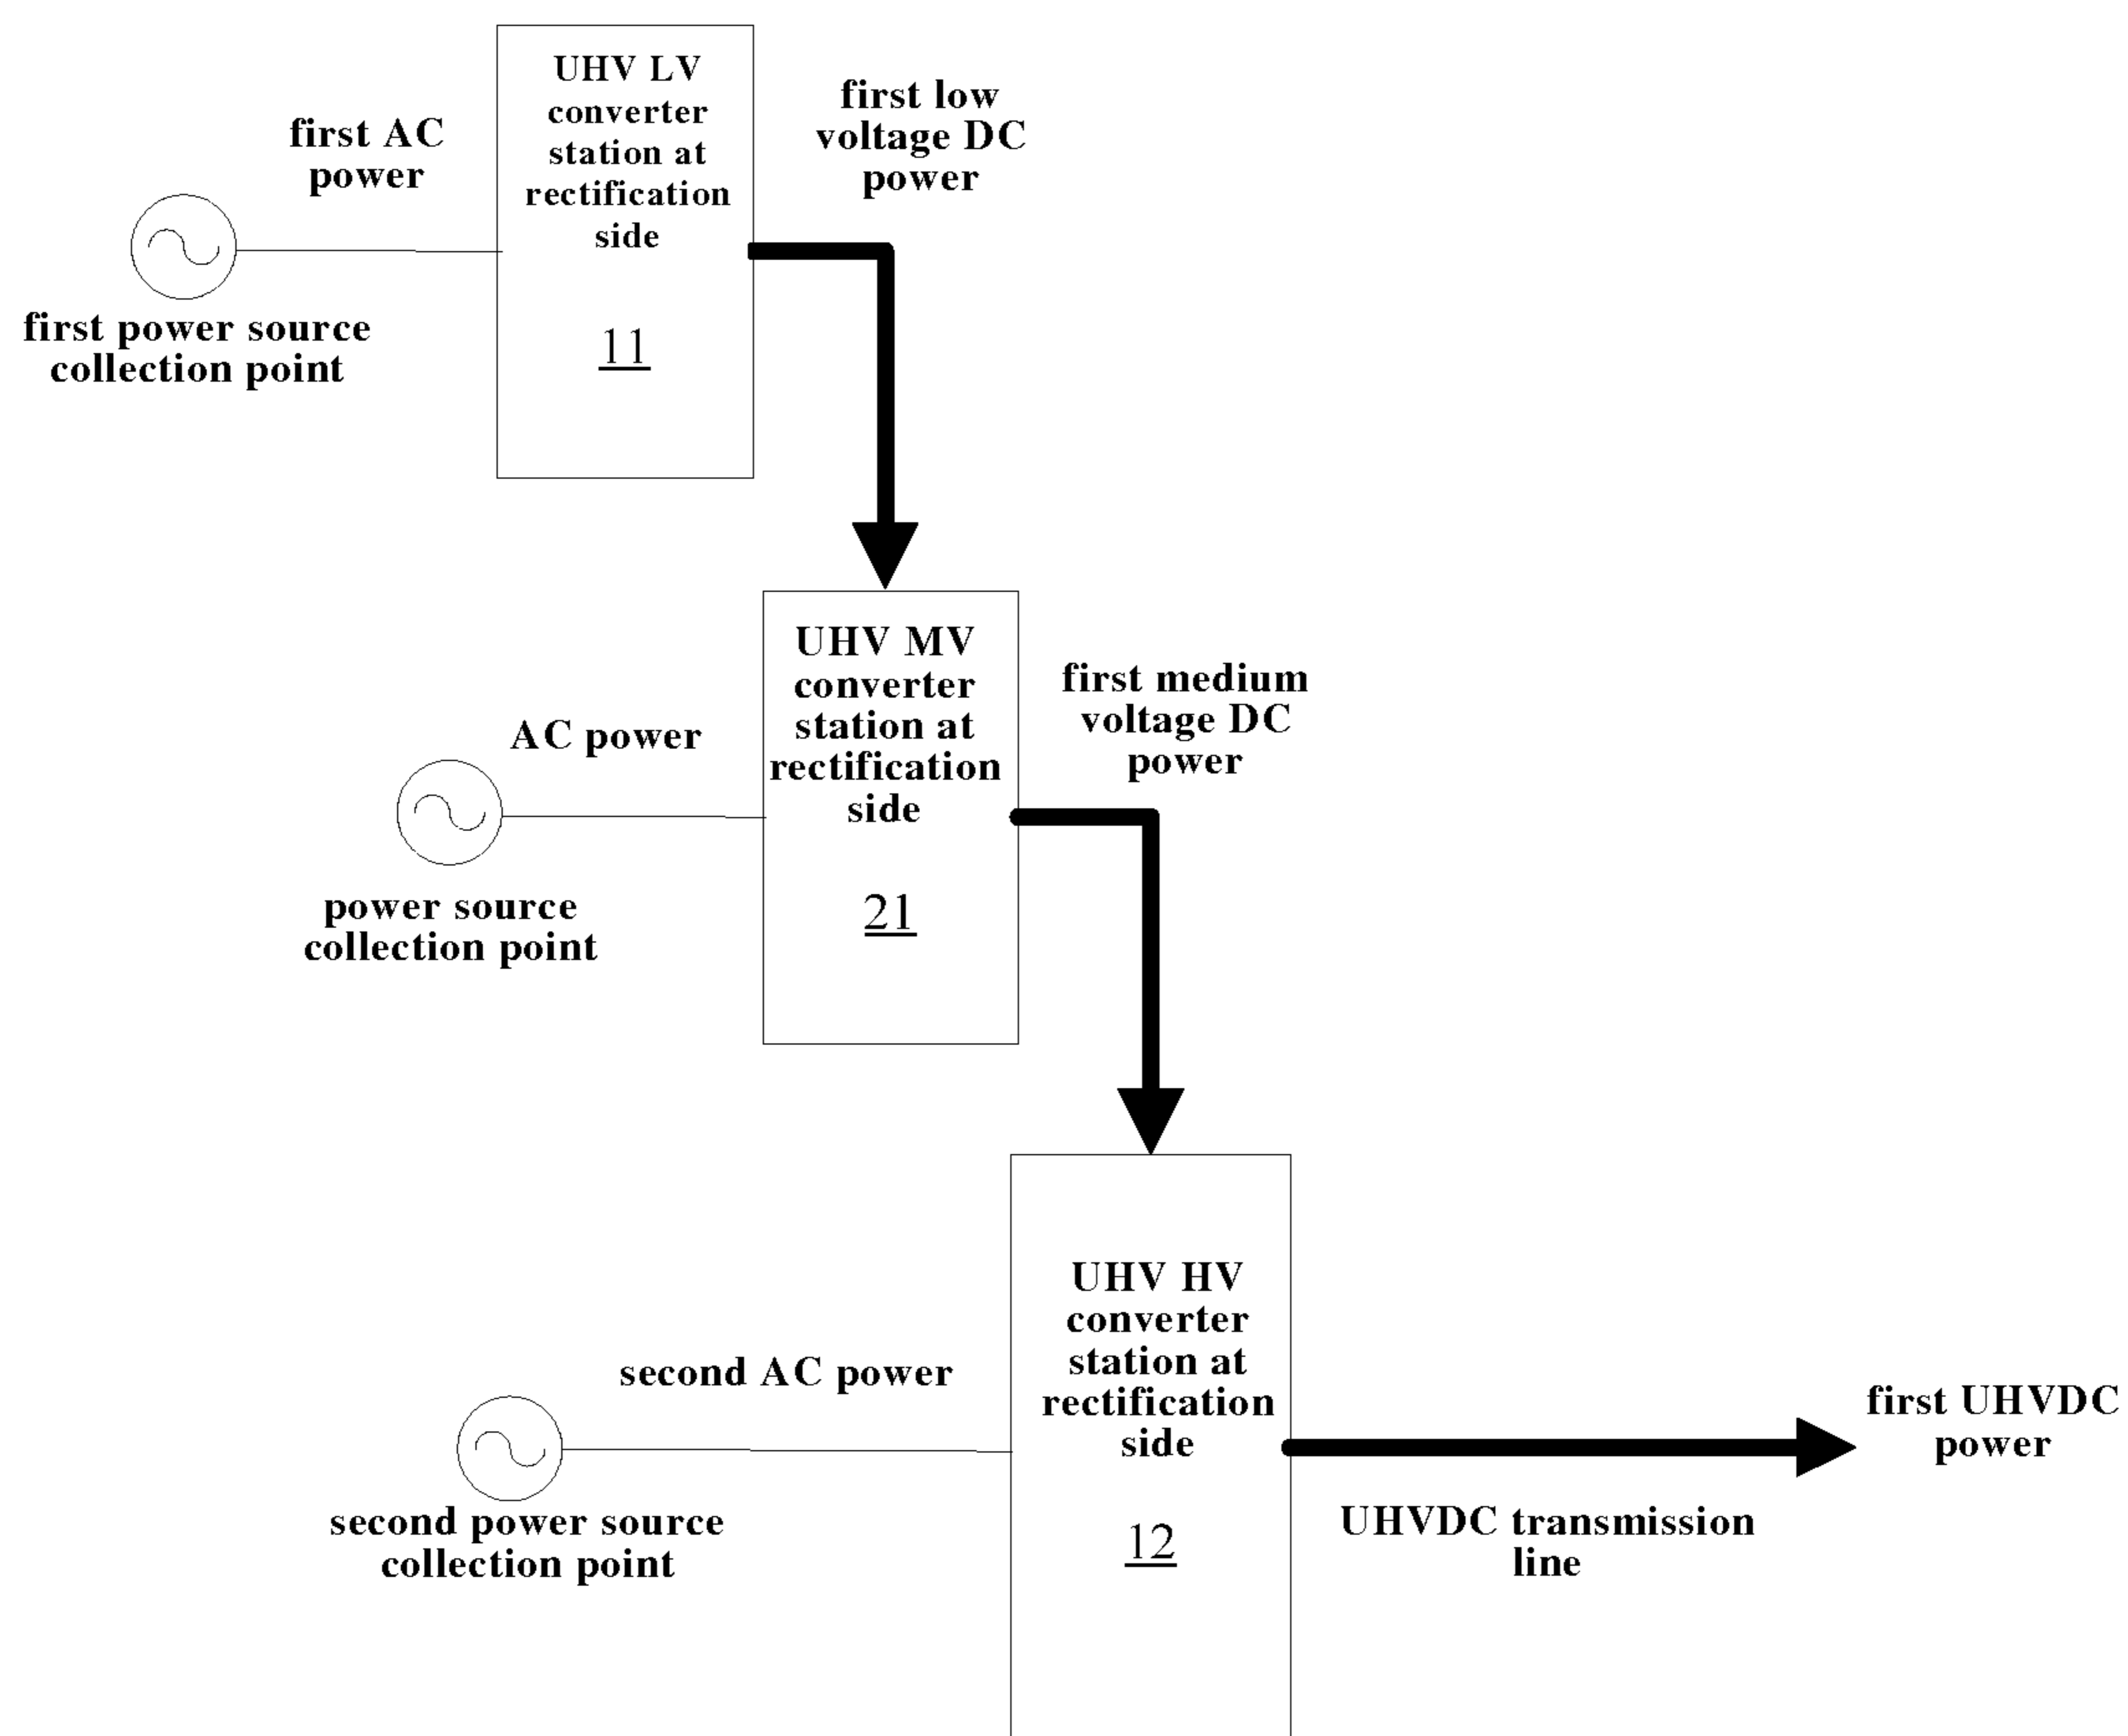 first AC
power
first power source
collection point
UHV LV
converter
station at
rectification
side
11
first low
voltage DC
power
AC power
power source
collection point
UHV MV
converter
station at
rectification
side
21
first medium
voltage DC
power
second AC power
second power source
collection point
UHV HV
converter
station at
rectification
side
12
UHVDC transmission
line
first UHVDC
power